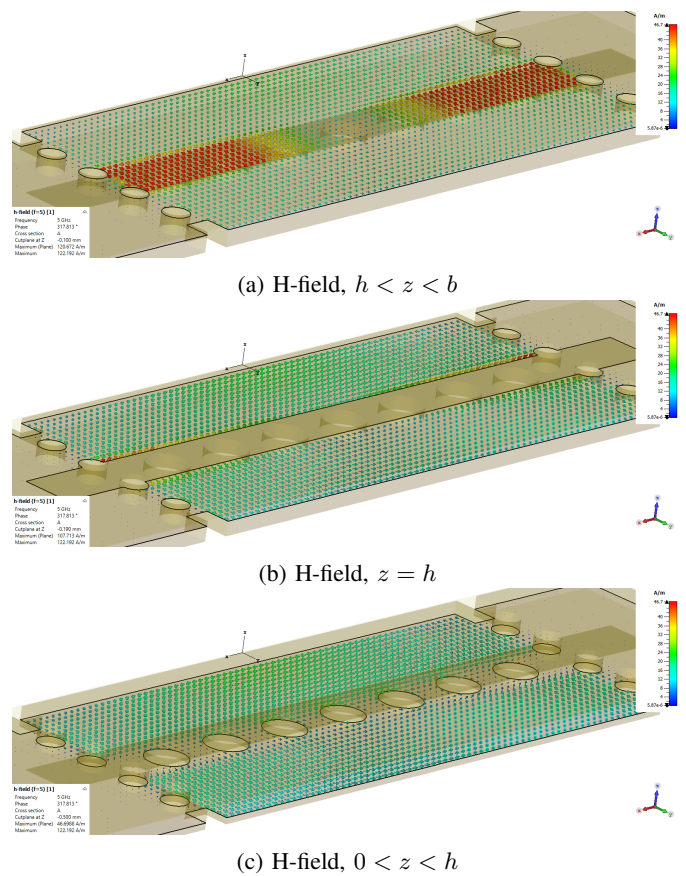 A/m
46.7
40
36
32
28
24
20
16
12
8
4
5.87e-6
z
x
y
h-field (f=5) [1]
Frequency 5 GHz
Phase 317.813 °
Cross section A
Cutplane at Z -0.100 mm
Maximum (Plane) 120.672 A/m
Maximum 122.192 A/m
(a) H-field, h < z < b
A/m
46.7
40
36
32
28
24
20
16
12
8
4
5.87e-6
z
x
y
h-field (f=5) [1]
Frequency 5 GHz
Phase 317.813 °
Cross section A
Cutplane at Z -0.190 mm
Maximum (Plane) 107.713 A/m
Maximum 122.192 A/m
(b) H-field, z = h
A/m
46.7
40
36
32
28
24
20
16
12
8
4
5.87e-6
z
x
y
h-field (f=5) [1]
Frequency 5 GHz
Phase 317.813 °
Cross section A
Cutplane at Z -0.500 mm
Maximum (Plane) 46.6988 A/m
Maximum 122.192 A/m
(c) H-field, 0 < z < h